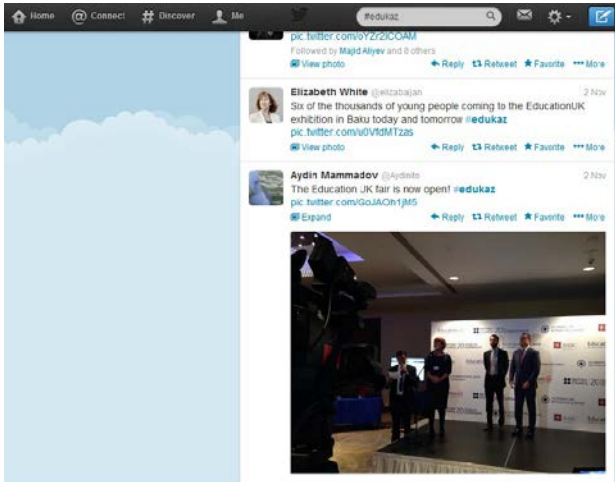 Home Connect Discover Me #edukaz
pic.twitter.com/oYZr2lCOAM
Followed by Majid Aliyev and 8 others
View photo Reply Retweet Favorite More
Elizabeth White @elizabaijan 2 Nov
Six of the thousands of young people coming to the EducationUK
exhibition in Baku today and tomorrow #edukaz
pic.twitter.com/u0VfdMTzas
View photo Reply Retweet Favorite More
Aydin Mammadov @Aydinito 2 Nov
The Education UK fair is now open! #edukaz
pic.twitter.com/GoJAOh1jM5
Expand Reply Retweet Favorite More